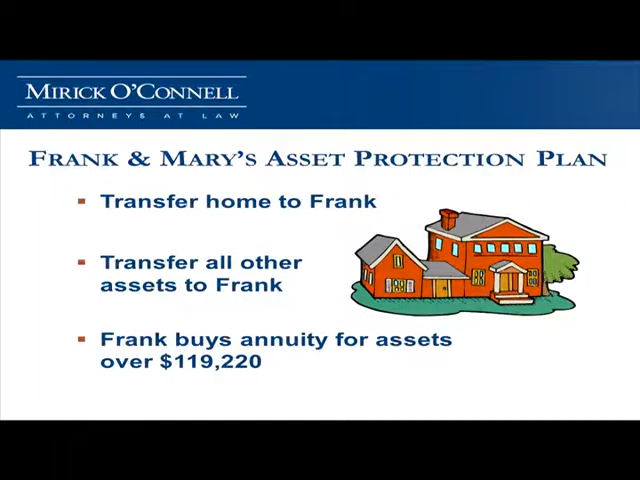 MIRICK O'CONNELL
ATTORNEYS AT LAW
FRANK & MARY'S ASSET PROTECTION PLAN
Transfer home to Frank
Transfer all other
assets to Frank
Frank buys annuity for assets
over $119,220